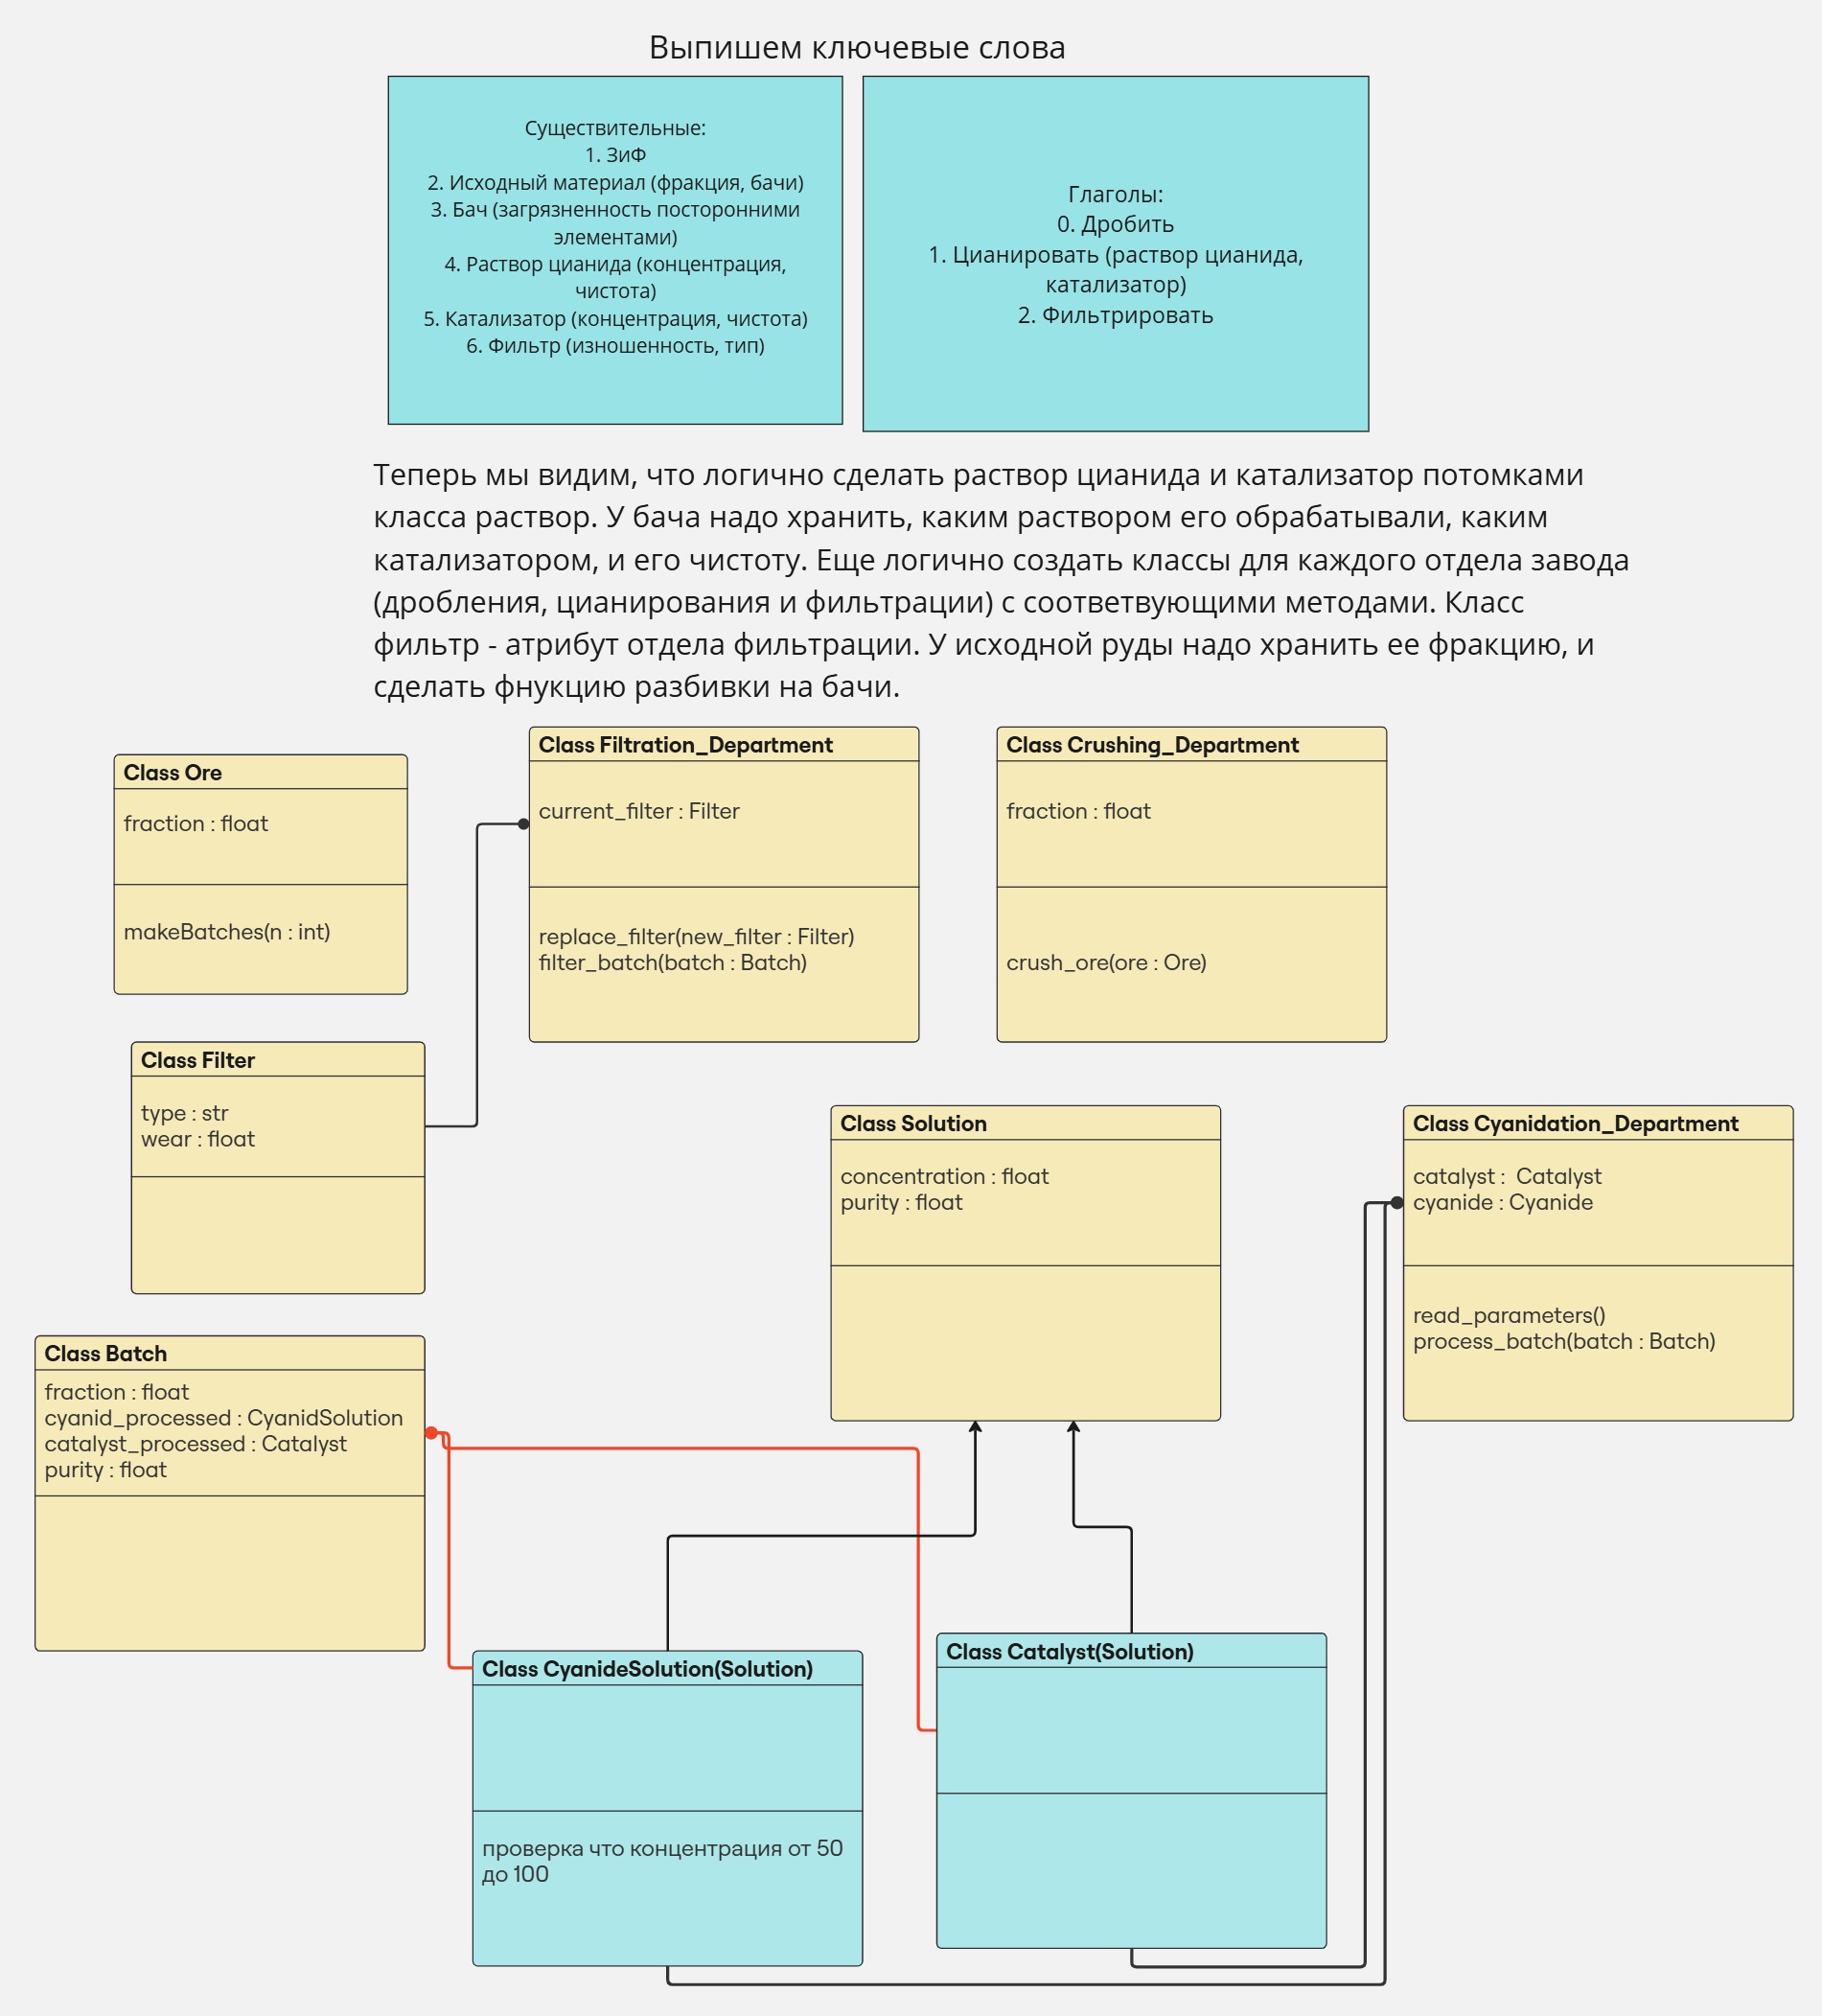 Выпишем ключевые слова
Существительные:
1. ЗиФ
2. Исходный материал (фракция, бачи)
3. Бач (загрязненность посторонними
элементами)
4. Раствор цианида (концентрация,
чистота)
5. Катализатор (концентрация, чистота)
6. Фильтр (изношенность, тип)
Глаголы:
0. Дробить
1. Цианировать (раствор цианида,
катализатор)
2. Фильтрировать
Теперь мы видим, что логично сделать раствор цианида и катализатор потомками
класса раствор. У бача надо хранить, каким раствором его обрабатывали, каким
катализатором, и его чистоту. Еще логично создать классы для каждого отдела завода
(дробления, цианирования и фильтрации) с соответвующими методами. Класс
фильтр - атрибут отдела фильтрации. У исходной руды надо хранить ее фракцию, и
сделать фнукцию разбивки на бачи.
Class Ore
fraction : float
makeBatches(n : int)
Class Filtration_Department
current_filter : Filter
replace_filter(new_filter : Filter)
filter_batch(batch : Batch)
Class Crushing_Department
fraction : float
crush_ore(ore : Ore)
Class Filter
type : str
wear : float
Class Solution
concentration : float
purity : float
Class Cyanidation_Department
catalyst :  Catalyst
cyanide : Cyanide
read_parameters()
process_batch(batch : Batch)
Class Batch
fraction : float
cyanid_processed : CyanidSolution
catalyst_processed : Catalyst
purity : float
Class CyanideSolution(Solution)
проверка что концентрация от 50
до 100
Class Catalyst(Solution)